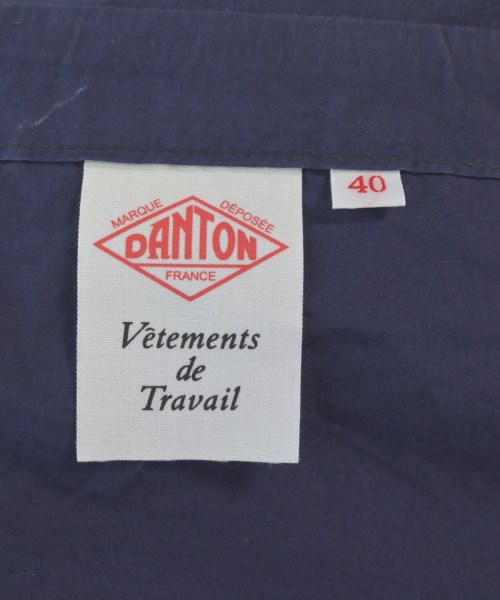 MARQUE DÉPOSÉE
DANTON
FRANCE
Vêtements
de
Travail
40